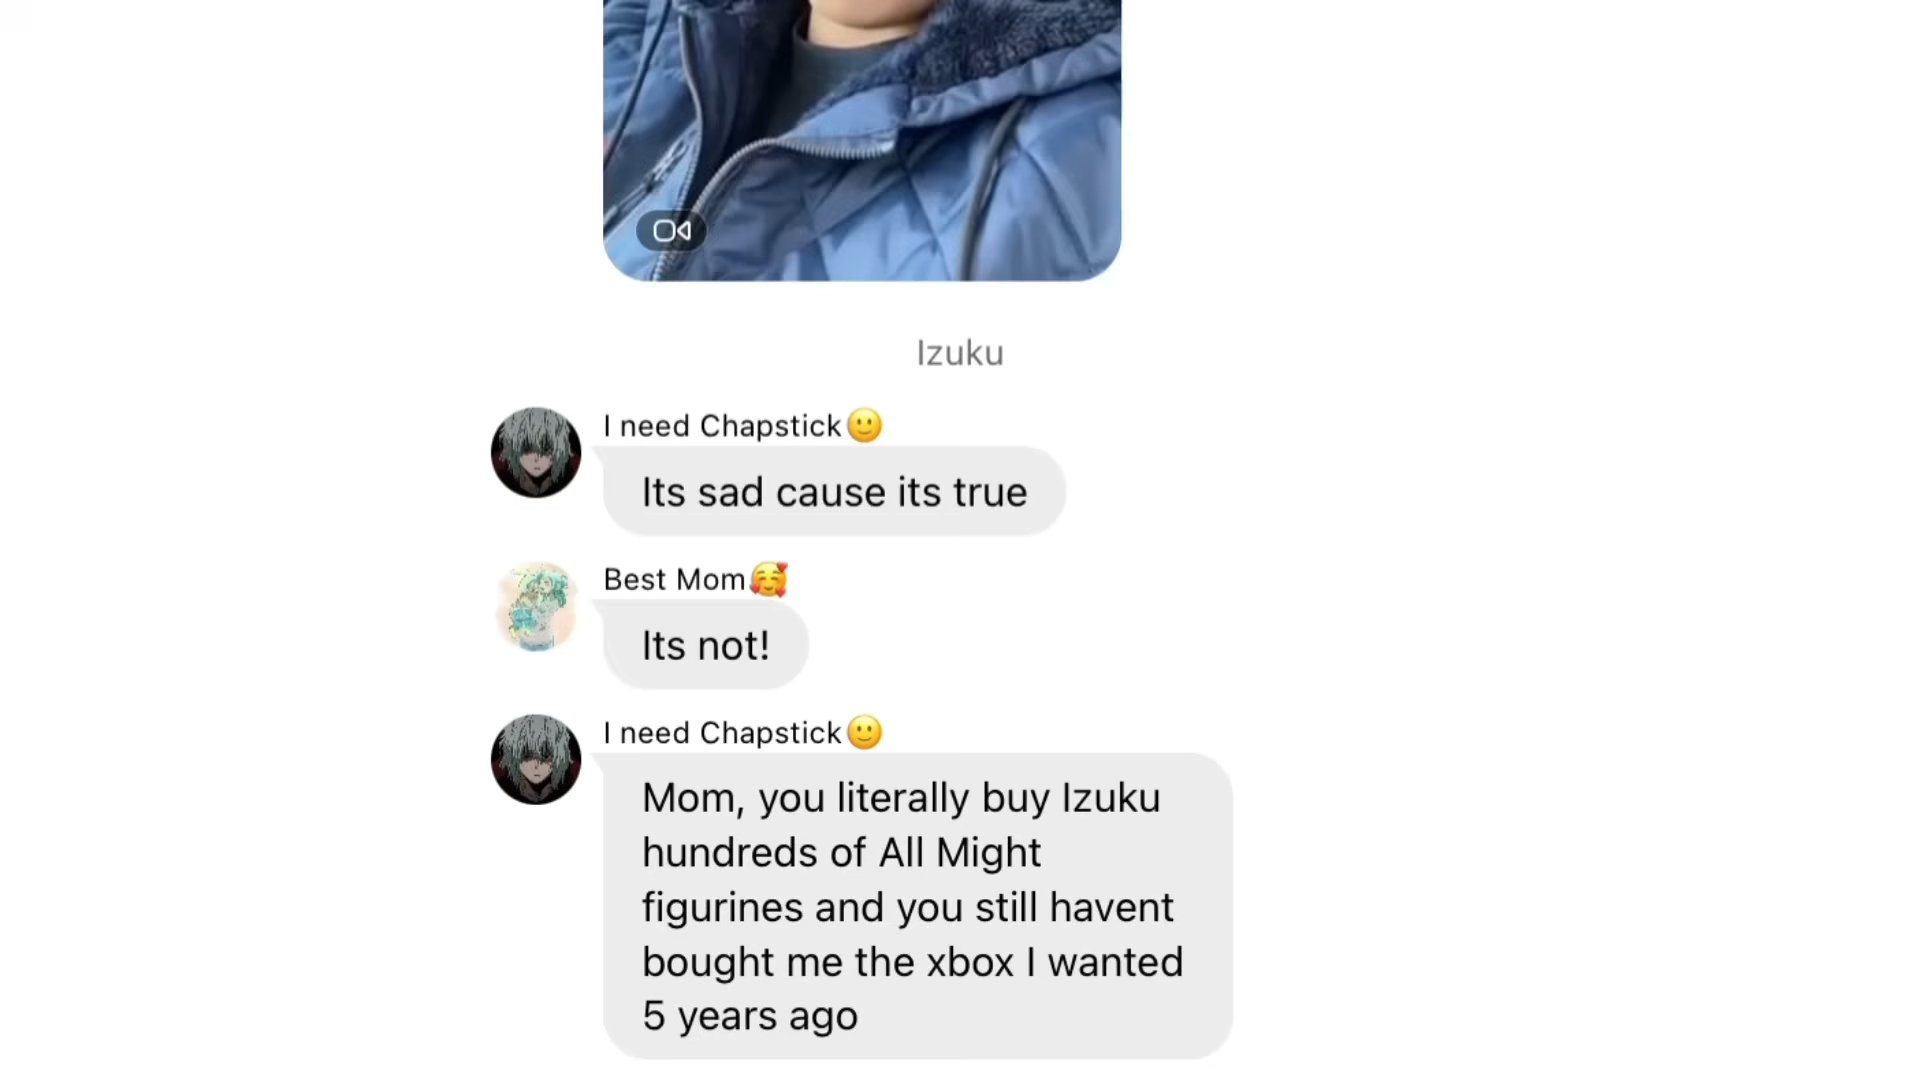 Izuku
I need Chapstick🙂
Its sad cause its true
Best Mom🥰
Its not!
I need Chapstick🙂
Mom, you literally buy Izuku
hundreds of All Might
figurines and you still havent
bought me the xbox I wanted
5 years ago